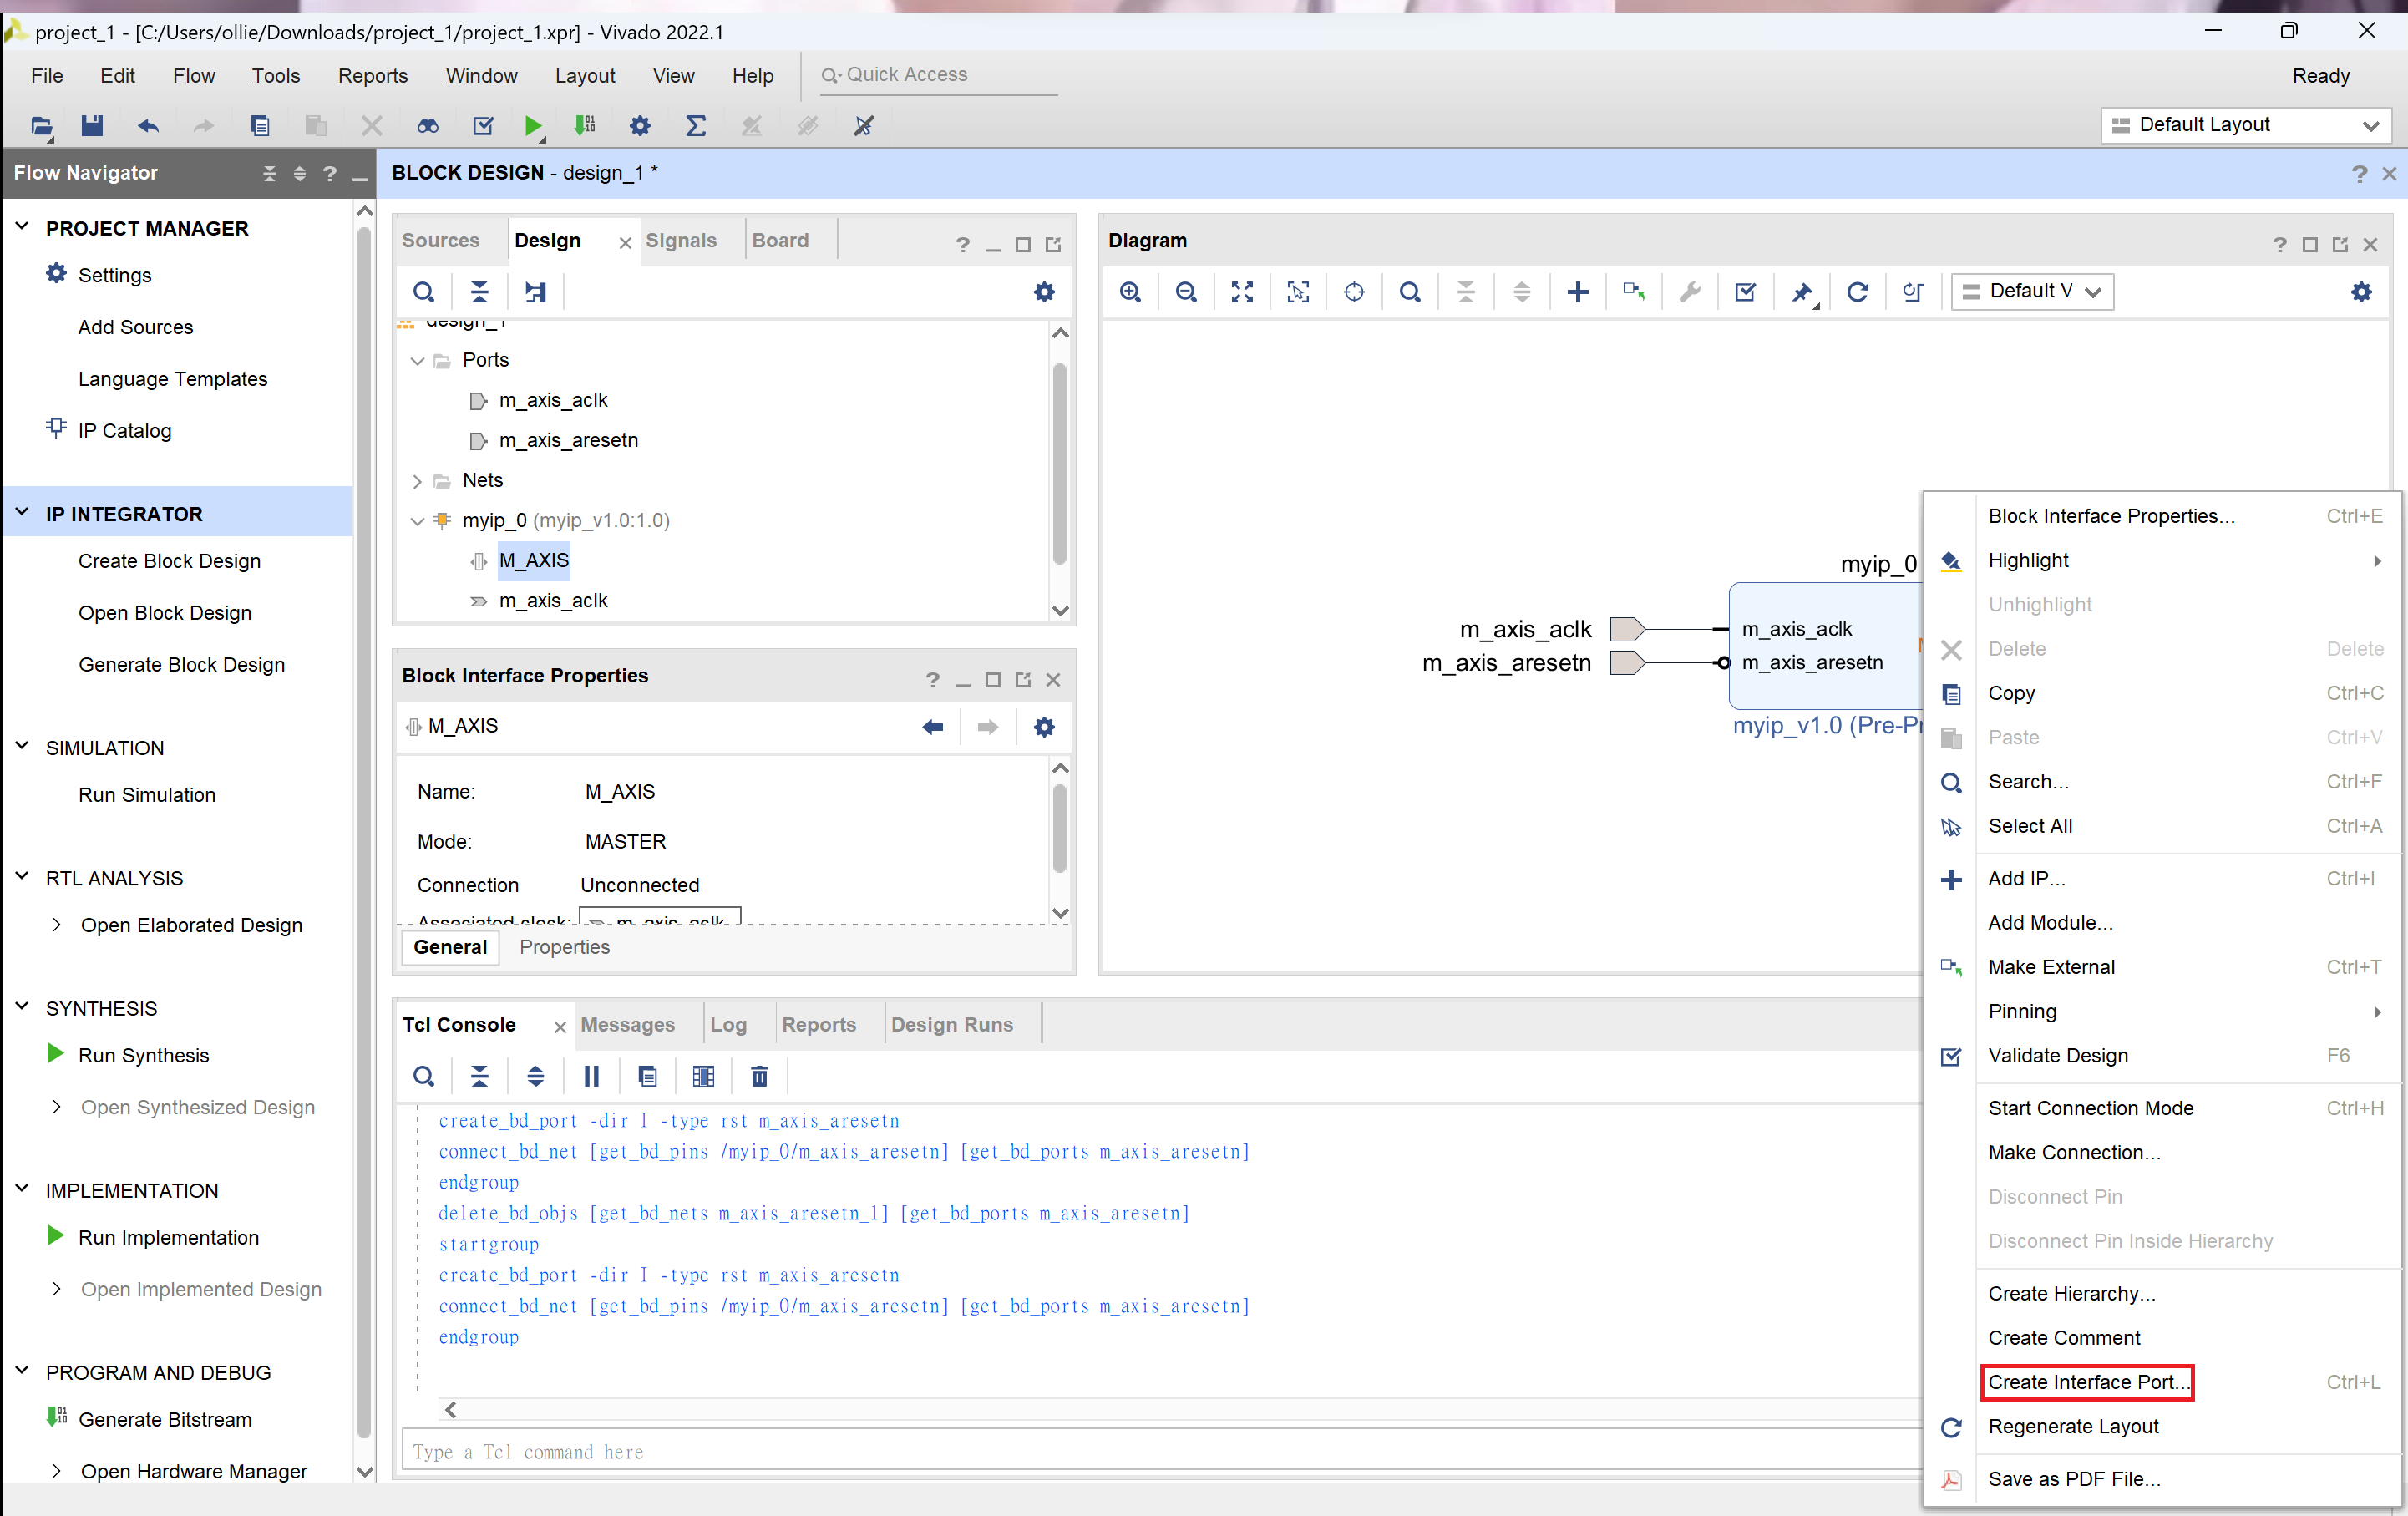 project_1 - [C:/Users/ollie/Downloads/project_1/project_1.xpr] - Vivado 2022.1
File Edit Flow Tools Reports Window Layout View Help Quick Access Ready
Default Layout
Flow Navigator
PROJECT MANAGER
Settings
Add Sources
Language Templates
IP Catalog
IP INTEGRATOR
Create Block Design
Open Block Design
Generate Block Design
SIMULATION
Run Simulation
RTL ANALYSIS
Open Elaborated Design
SYNTHESIS
Run Synthesis
Open Synthesized Design
IMPLEMENTATION
Run Implementation
Open Implemented Design
PROGRAM AND DEBUG
Generate Bitstream
Open Hardware Manager
BLOCK DESIGN - design_1 *
Sources Design Signals Board
design_1
Ports
m_axis_aclk
m_axis_aresetn
Nets
myip_0 (myip_v1.0:1.0)
M_AXIS
m_axis_aclk
Block Interface Properties
M_AXIS
Name: M_AXIS
Mode: MASTER
Connection Unconnected
Associated clock: m_axis_aclk
General Properties
Diagram
Default V
myip_0
m_axis_aclk m_axis_aclk
m_axis_aresetn m_axis_aresetn
myip_v1.0 (Pre-Pr
Tcl Console Messages Log Reports Design Runs
create_bd_port -dir I -type rst m_axis_aresetn
connect_bd_net [get_bd_pins /myip_0/m_axis_aresetn] [get_bd_ports m_axis_aresetn]
endgroup
delete_bd_objs [get_bd_nets m_axis_aresetn_1] [get_bd_ports m_axis_aresetn]
startgroup
create_bd_port -dir I -type rst m_axis_aresetn
connect_bd_net [get_bd_pins /myip_0/m_axis_aresetn] [get_bd_ports m_axis_aresetn]
endgroup
Type a Tcl command here
Block Interface Properties... Ctrl+E
Highlight
Unhighlight
Delete Delete
Copy Ctrl+C
Paste Ctrl+V
Search... Ctrl+F
Select All Ctrl+A
Add IP... Ctrl+I
Add Module...
Make External Ctrl+T
Pinning
Validate Design F6
Start Connection Mode Ctrl+H
Make Connection...
Disconnect Pin
Disconnect Pin Inside Hierarchy
Create Hierarchy...
Create Comment
Create Interface Port... Ctrl+L
Regenerate Layout
Save as PDF File...